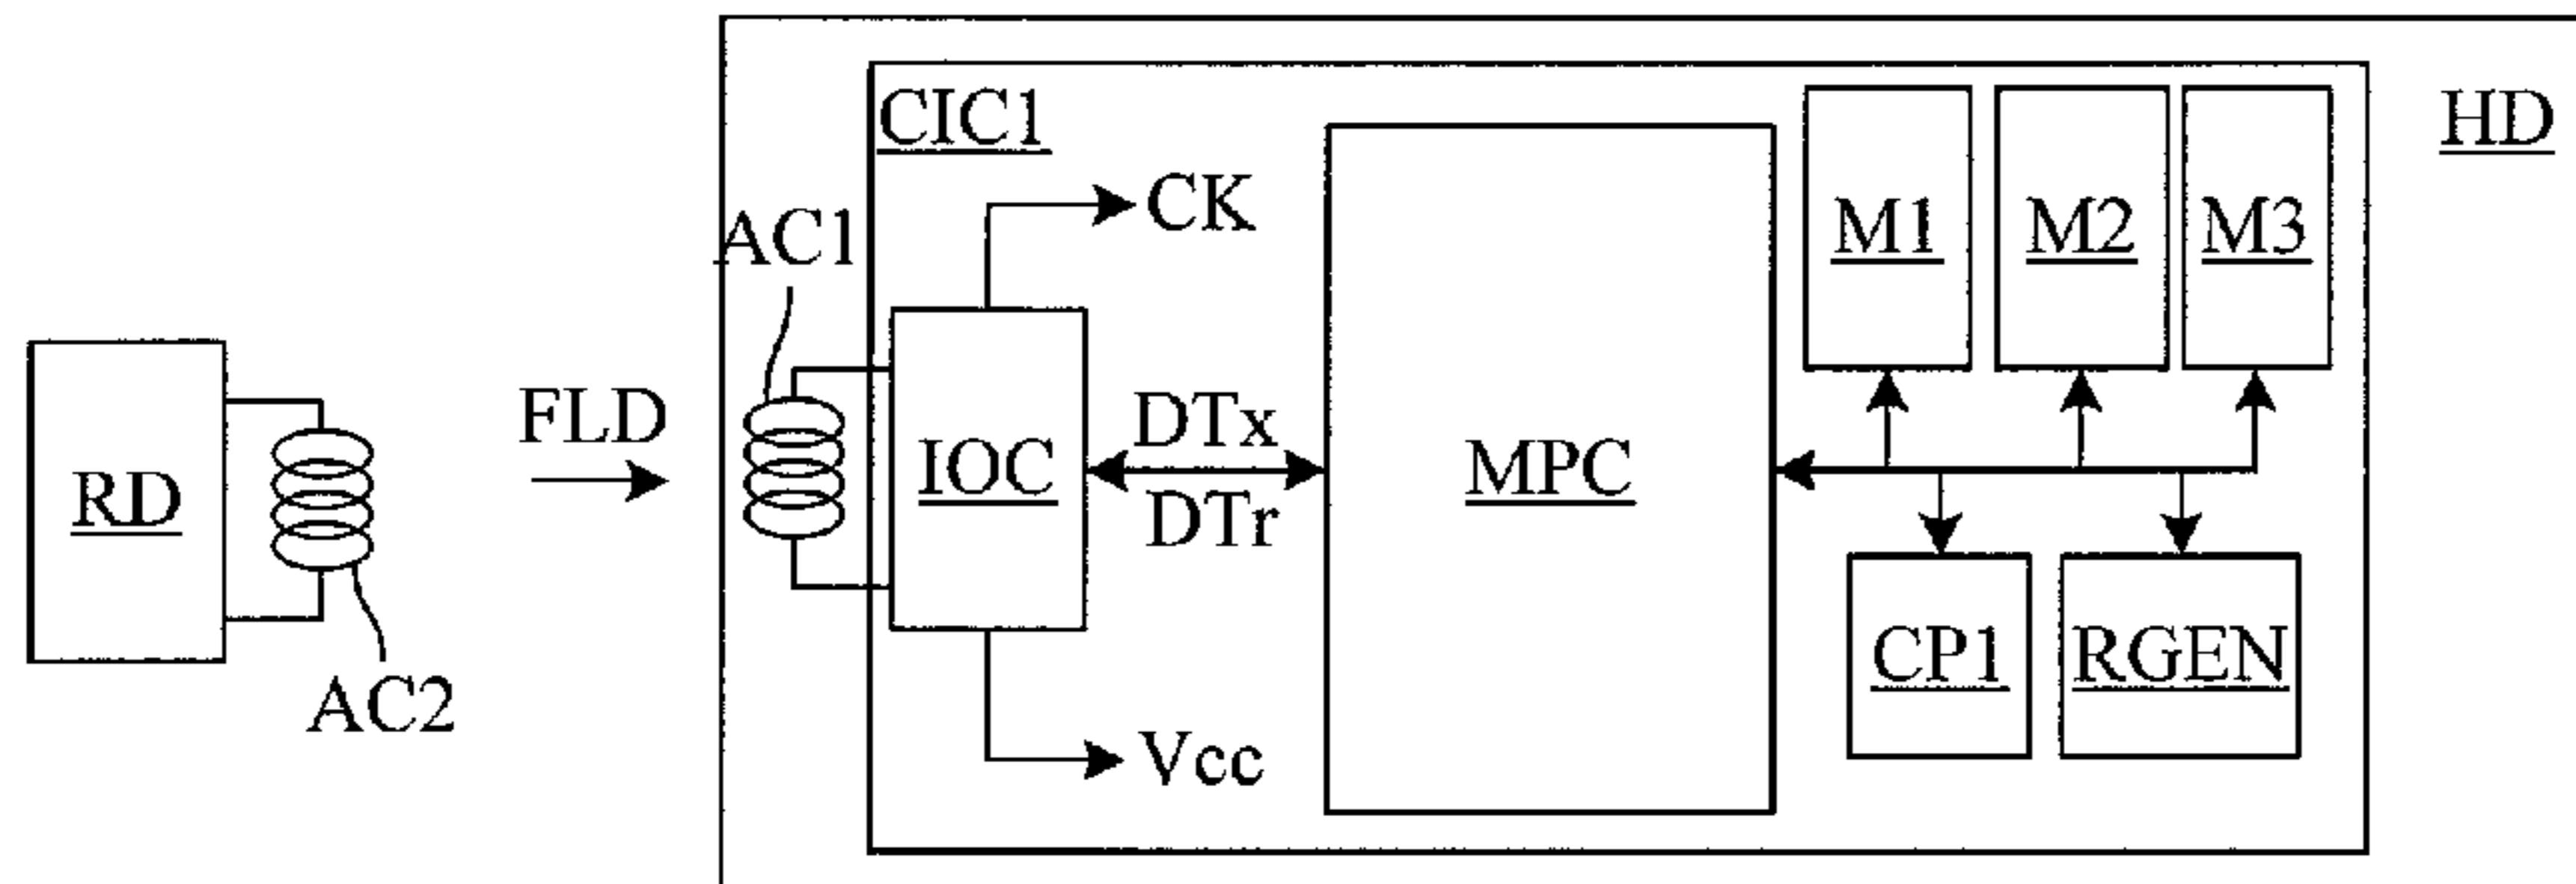 CIC1
HD
CK
M1
M2
M3
AC1
FLD
DTx
RD
IOC
MPC
DTr
CP1
RGEN
AC2
Vcc